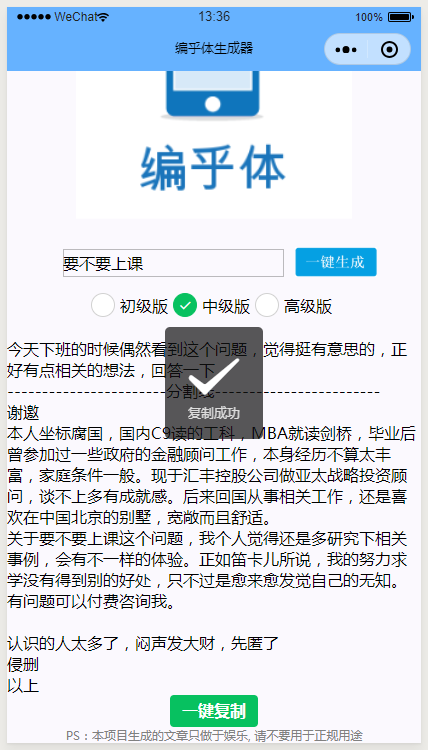 WeChat 13:36 100%
编乎体生成器
编乎体
要不要上课 一键生成
初级版 中级版 高级版
今天下班的时候偶然看到这个问题，觉得挺有意思的，正
好有点相关的想法，回答一下
-----------------------分割线------------------------
复制成功
谢邀
本人坐标腐国，国内C9读的工科，MBA就读剑桥，毕业后
曾参加过一些政府的金融顾问工作，本身经历不算太丰
富，家庭条件一般。现于汇丰控股公司做亚太战略投资顾
问，谈不上多有成就感。后来回国从事相关工作，还是喜
欢在中国北京的别墅，宽敞而且舒适。
关于要不要上课这个问题，我个人觉得还是多研究下相关
事例，会有不一样的体验。正如笛卡儿所说，我的努力求
学没有得到别的好处，只不过是愈来愈发觉自己的无知。
有问题可以付费咨询我。
认识的人太多了，闷声发大财，先匿了
侵删
以上
一键复制
PS：本项目生成的文章只做于娱乐, 请不要用于正规用途